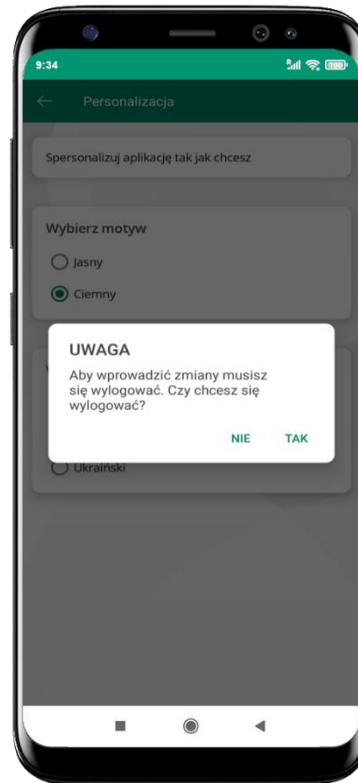 9:34
Personalizacja
Spersonalizuj aplikację tak jak chcesz
Wybierz motyw
Jasny
Ciemny
UWAGA
Aby wprowadzić zmiany musisz
się wylogować. Czy chcesz się
wylogować?
NIE TAK
Ukraiński